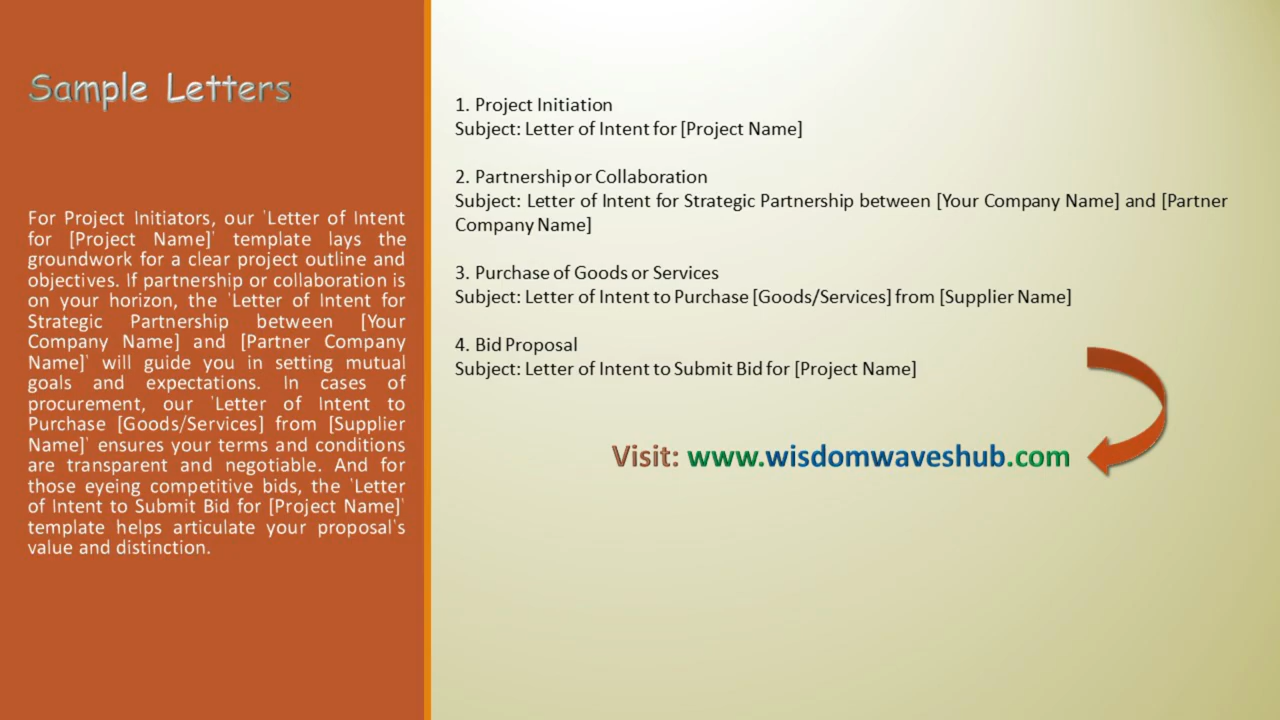 Sample Letters
For Project Initiators, our 'Letter of Intent
for [Project Name]' template lays the
groundwork for a clear project outline and
objectives. If partnership or collaboration is
on your horizon, the 'Letter of Intent for
Strategic Partnership between [Your
Company Name] and [Partner Company
Name]' will guide you in setting mutual
goals and expectations. In cases of
procurement, our 'Letter of Intent to
Purchase [Goods/Services] from [Supplier
Name]' ensures your terms and conditions
are transparent and negotiable. And for
those eyeing competitive bids, the 'Letter
of Intent to Submit Bid for [Project Name]'
template helps articulate your proposal's
value and distinction.
1. Project Initiation
Subject: Letter of Intent for [Project Name]
2. Partnership or Collaboration
Subject: Letter of Intent for Strategic Partnership between [Your Company Name] and [Partner
Company Name]
3. Purchase of Goods or Services
Subject: Letter of Intent to Purchase [Goods/Services] from [Supplier Name]
4. Bid Proposal
Subject: Letter of Intent to Submit Bid for [Project Name]
Visit: www.wisdomwaveshub.com